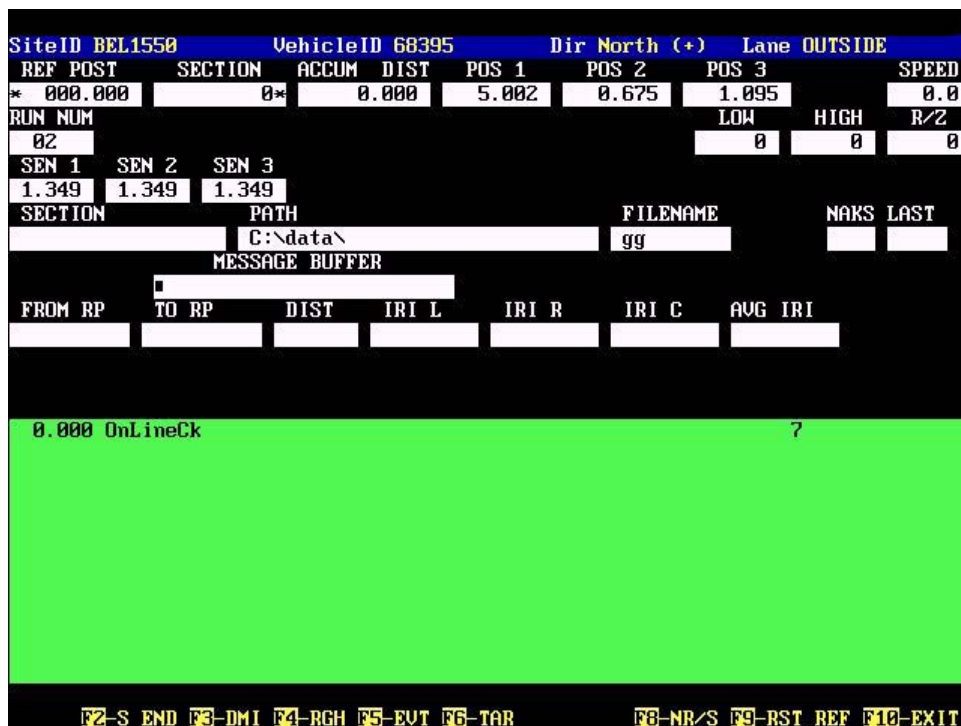 SiteID BEL1550 VehicleID 68395 Dir North (+) Lane OUTSIDE
REF POST SECTION ACCUM DIST POS 1 POS 2 POS 3 SPEED
* 000.000 0* 0.000 5.002 0.675 1.095 0.0
RUN NUM LOW HIGH R/Z
02 0 0 0
SEN 1 SEN 2 SEN 3
1.349 1.349 1.349
SECTION PATH FILENAME NAKS LAST
C:\data\ gg
MESSAGE BUFFER
FROM RP TO RP DIST IRI L IRI R IRI C AVG IRI
0.000 OnLineCk 7
F2-S END F3-DMI F4-RGH F5-EVT F6-TAR F8-NR/S F9-RST REF F10-EXIT